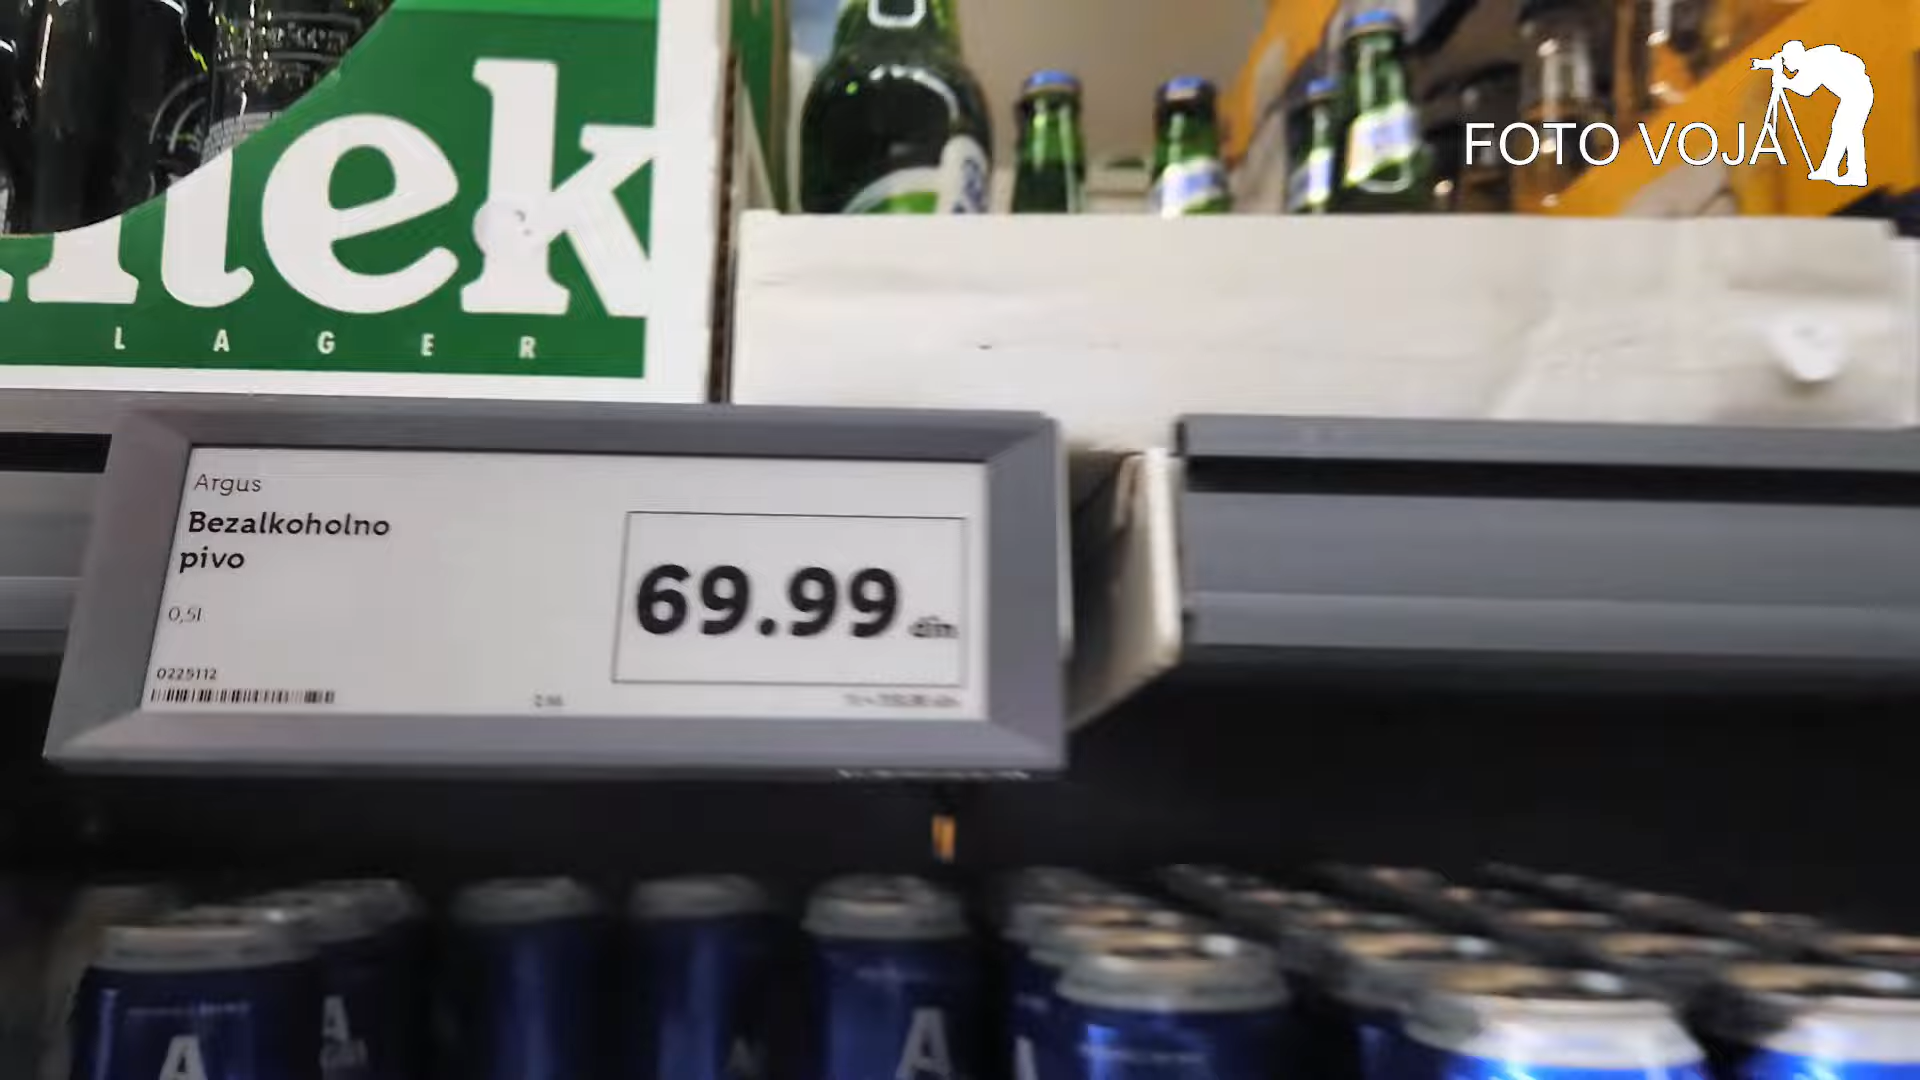 nek
LAGER
FOTO VOJA
Argus
Bezalkoholno
pivo
0,5l
0225112
69.99
din
A
A
A